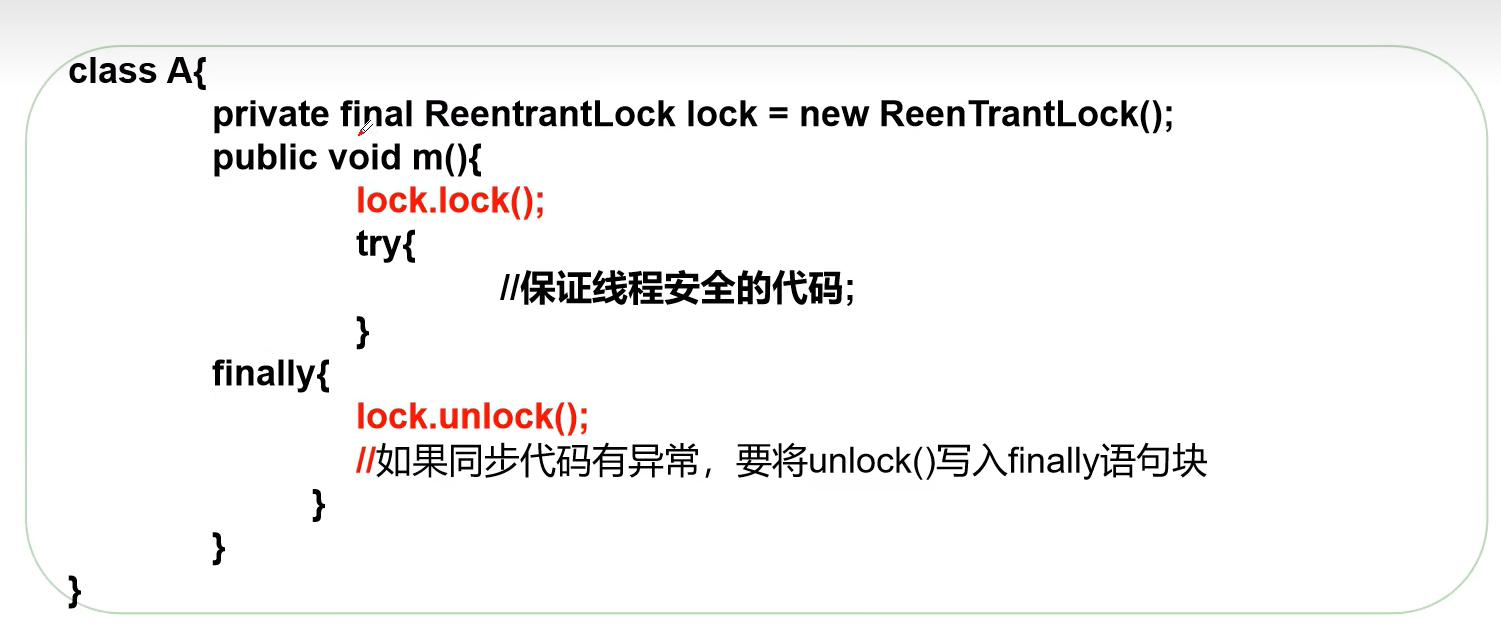 class A{
private final ReentrantLock lock = new ReenTrantLock();
public void m(){
lock.lock();
try{
//保证线程安全的代码;
}
finally{
lock.unlock();
//如果同步代码有异常，要将unlock()写入finally语句块
}
}
}